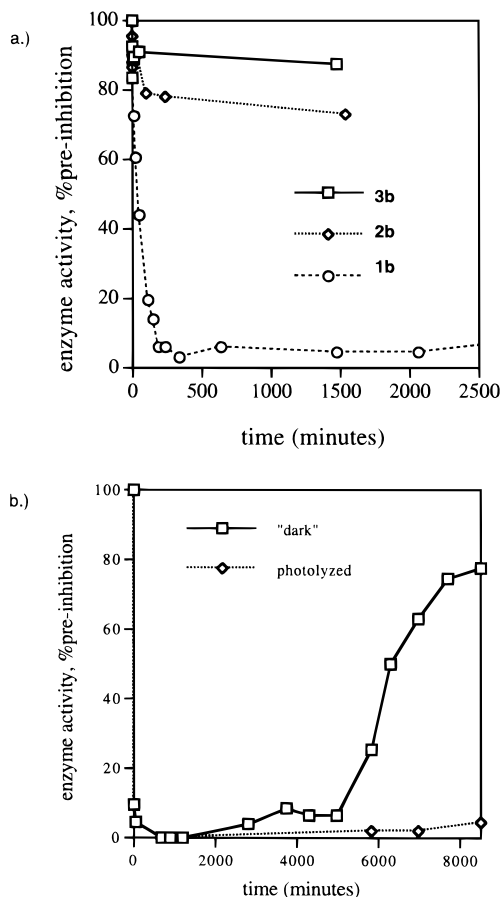 a.)
enzyme activity, %pre-inhibition
100
80
60
40
20
0
3b
2b
1b
0 500 1000 1500 2000 2500
time (minutes)
b.)
enzyme activity, %pre-inhibition
100
80
60
40
20
0
"dark"
photolyzed
0 2000 4000 6000 8000
time (minutes)